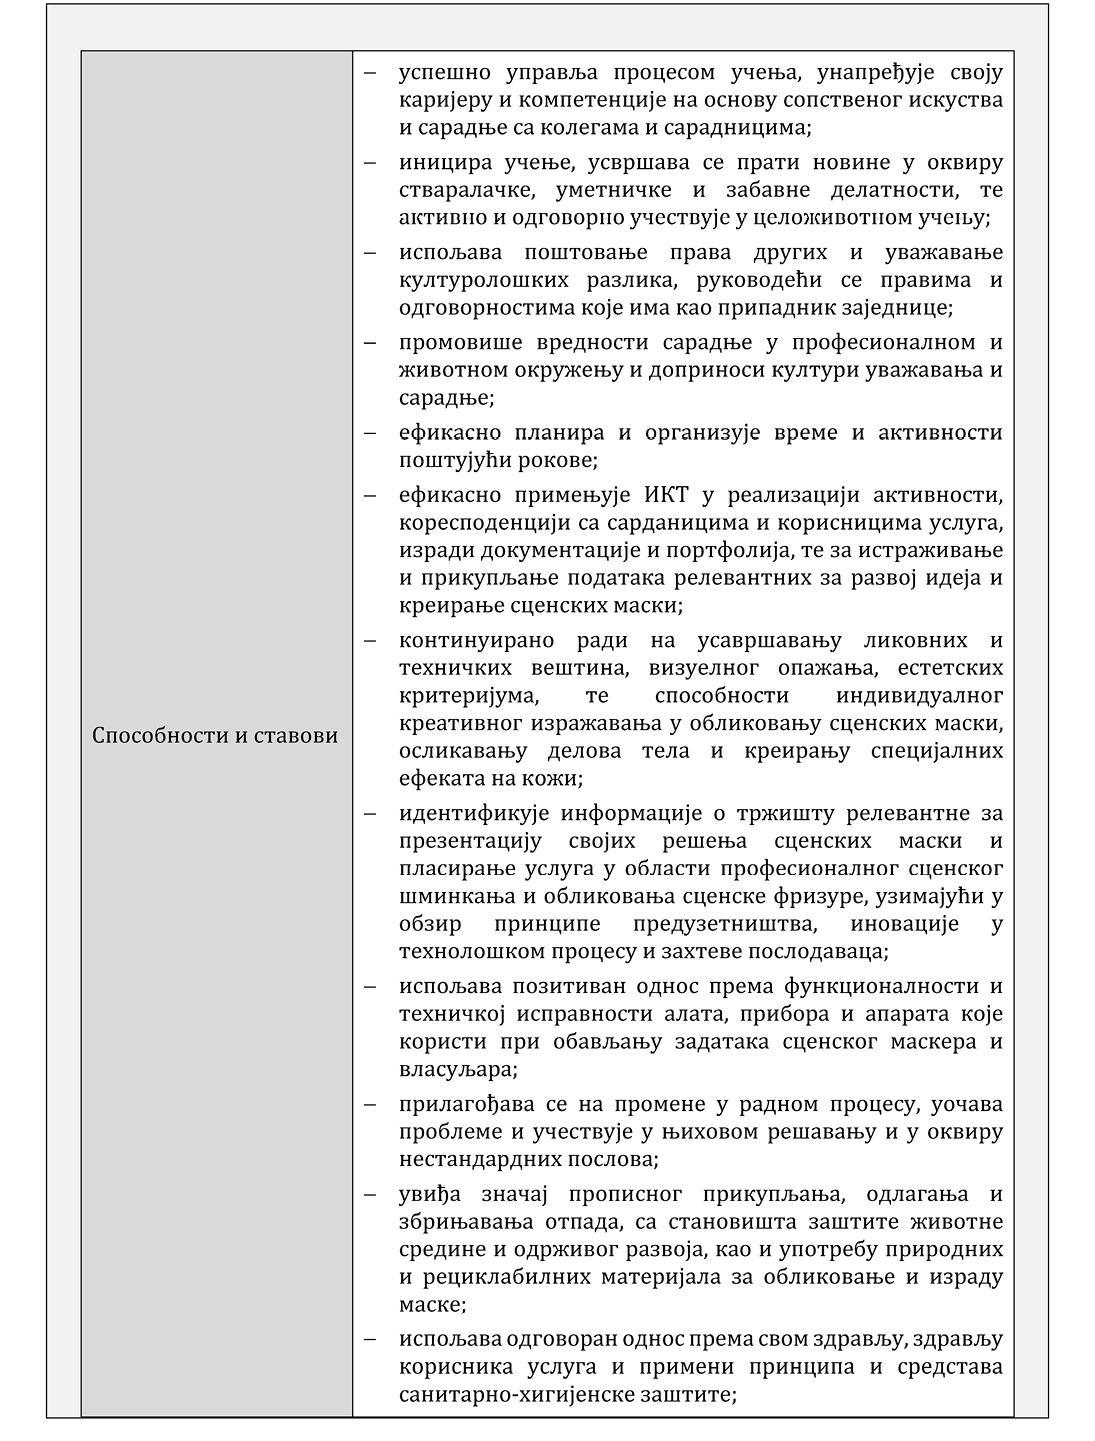 Способности и ставови
– успешно управља процесом учења, унапређује своју
каријеру и компетенције на основу сопственог искуства
и сарадње са колегама и сарадницима;
– иницира учење, усвршава се прати новине у оквиру
стваралачке, уметничке и забавне делатности, те
активно и одговорно учествује у целоживотном учењу;
– испољава поштовање права других и уважавање
културолошких разлика, руководећи се правима и
одговорностима које има као припадник заједнице;
– промовише вредности сарадње у професионалном и
животном окружењу и доприноси култури уважавања и
сарадње;
– ефикасно планира и организује време и активности
поштујући рокове;
– ефикасно примењује ИКТ у реализацији активности,
коресподенцији са сарданицима и корисницима услуга,
изради документације и портфолија, те за истраживање
и прикупљање података релевантних за развој идеја и
креирање сценских маски;
– континуирано ради на усавршавању ликовних и
техничких вештина, визуелног опажања, естетских
критеријума, те способности индивидуалног
креативног изражавања у обликовању сценских маски,
осликавању делова тела и креирању специјалних
ефеката на кожи;
– идентификује информације о тржишту релевантне за
презентацију својих решења сценских маски и
пласирање услуга у области професионалног сценског
шминкања и обликовања сценске фризуре, узимајући у
обзир принципе предузетништва, иновације у
технолошком процесу и захтеве послодаваца;
– испољава позитиван однос према функционалности и
техничкој исправности алата, прибора и апарата које
користи при обављању задатака сценског маскера и
власуљара;
– прилагођава се на промене у радном процесу, уочава
проблеме и учествује у њиховом решавању и у оквиру
нестандардних послова;
– увиђа значај прописног прикупљања, одлагања и
збрињавања отпада, са становишта заштите животне
средине и одрживог развоја, као и употребу природних
и рециклабилних материјала за обликовање и израду
маске;
– испољава одговоран однос према свом здрављу, здрављу
корисника услуга и примени принципа и средстава
санитарно-хигијенске заштите;